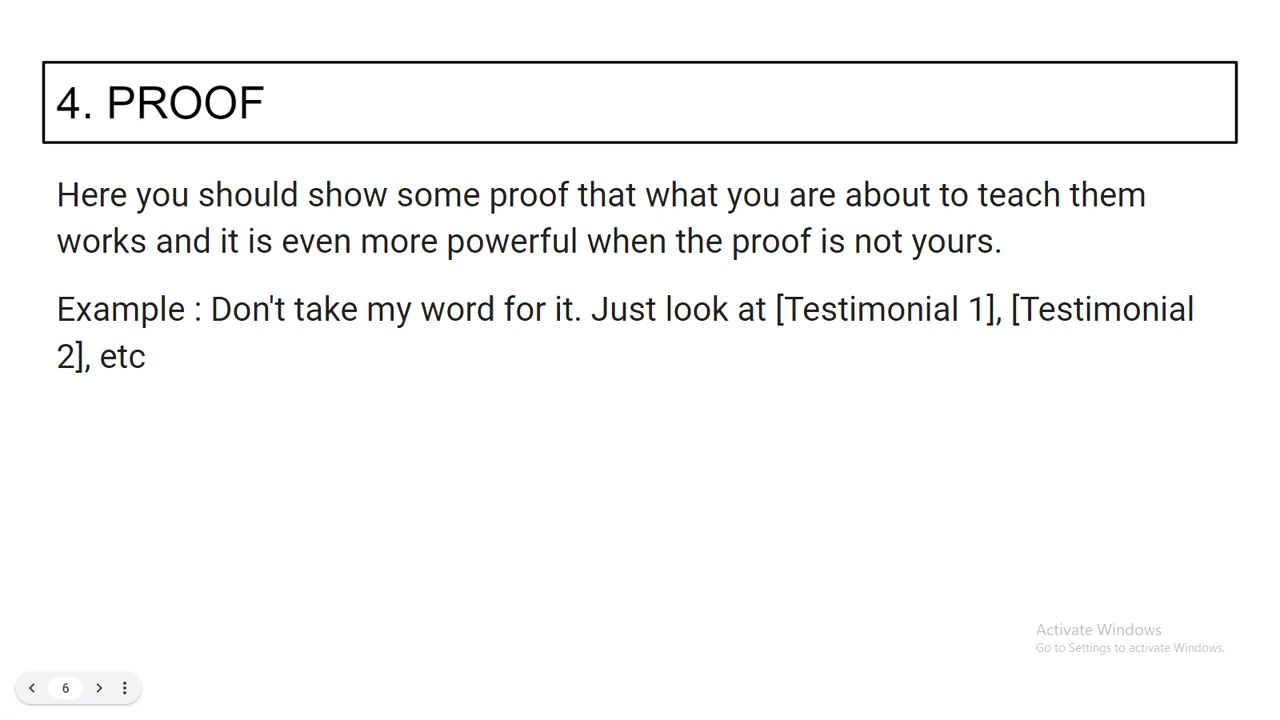 4. PROOF
Here you should show some proof that what you are about to teach them
works and it is even more powerful when the proof is not yours.
Example : Don't take my word for it. Just look at [Testimonial 1], [Testimonial
2], etc
Activate Windows
Go to Settings to activate Windows.
6